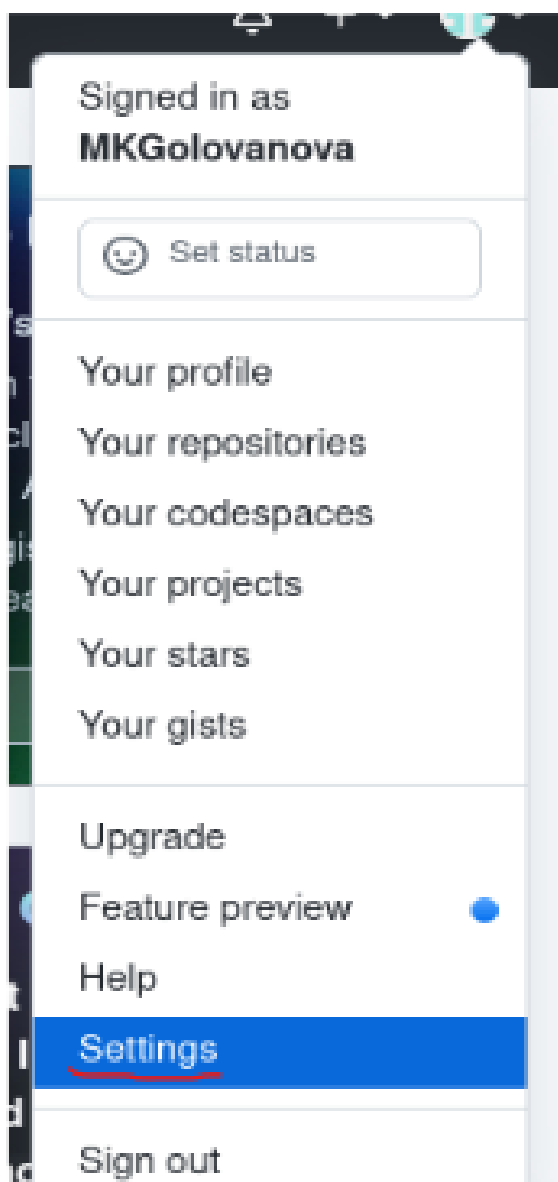 Signed in as
MKGolovanova
Set status
Your profile
Your repositories
Your codespaces
Your projects
Your stars
Your gists
Upgrade
Feature preview
Help
Settings
Sign out